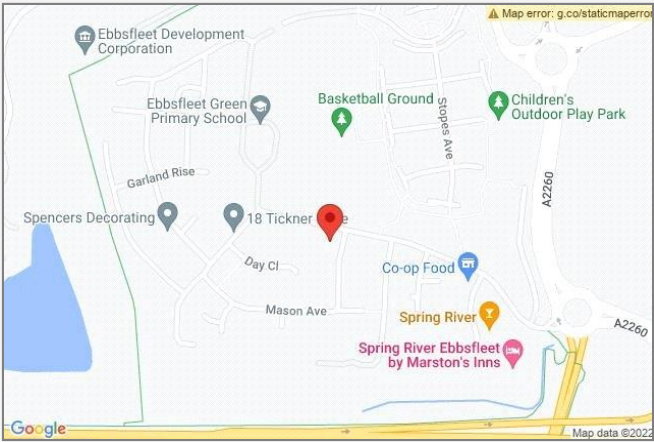 Map error: g.co/staticmaperror
Ebbsfleet Development
Corporation
Ebbsfleet Green
Primary School
Basketball Ground
Stopes Ave
Children's
Outdoor Play Park
Garland Rise
A2260
Spencers Decorating
18 Tickner
Day Cl
Co-op Food
Mason Ave
Spring River
A2260
Spring River Ebbsfleet
by Marston's Inns
Google
Map data ©2022